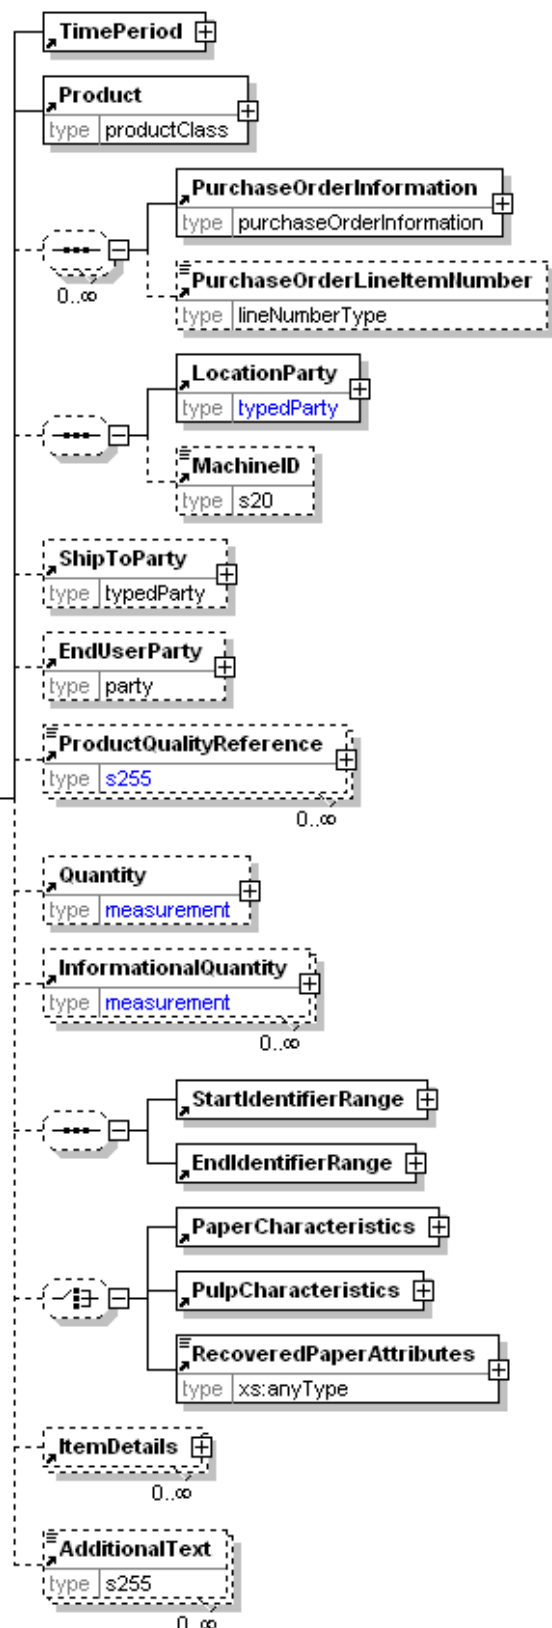 TimePeriod
Product
type productClass
PurchaseOrderInformation
type purchaseOrderInformation
0..∞
PurchaseOrderLineItemNumber
type lineNumberType
LocationParty
type typedParty
MachineID
type s20
ShipToParty
type typedParty
EndUserParty
type party
ProductQualityReference
type s255
0..∞
Quantity
type measurement
InformationalQuantity
type measurement
0..∞
StartIdentifierRange
EndIdentifierRange
PaperCharacteristics
PulpCharacteristics
RecoveredPaperAttributes
type xs:anyType
ItemDetails
0..∞
AdditionalText
type s255
0..∞